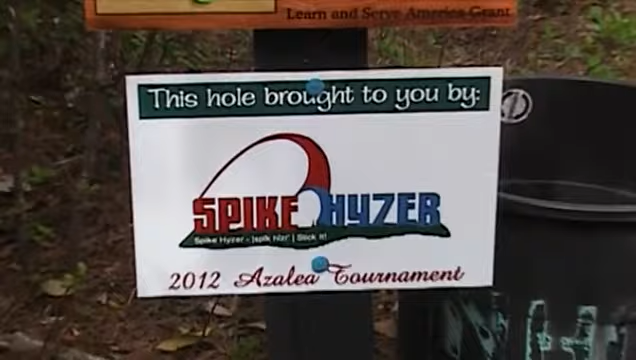 Learn and Serve America Grant
This hole brought to you by:
SPIKE HYZER
2012 Azalea Tournament